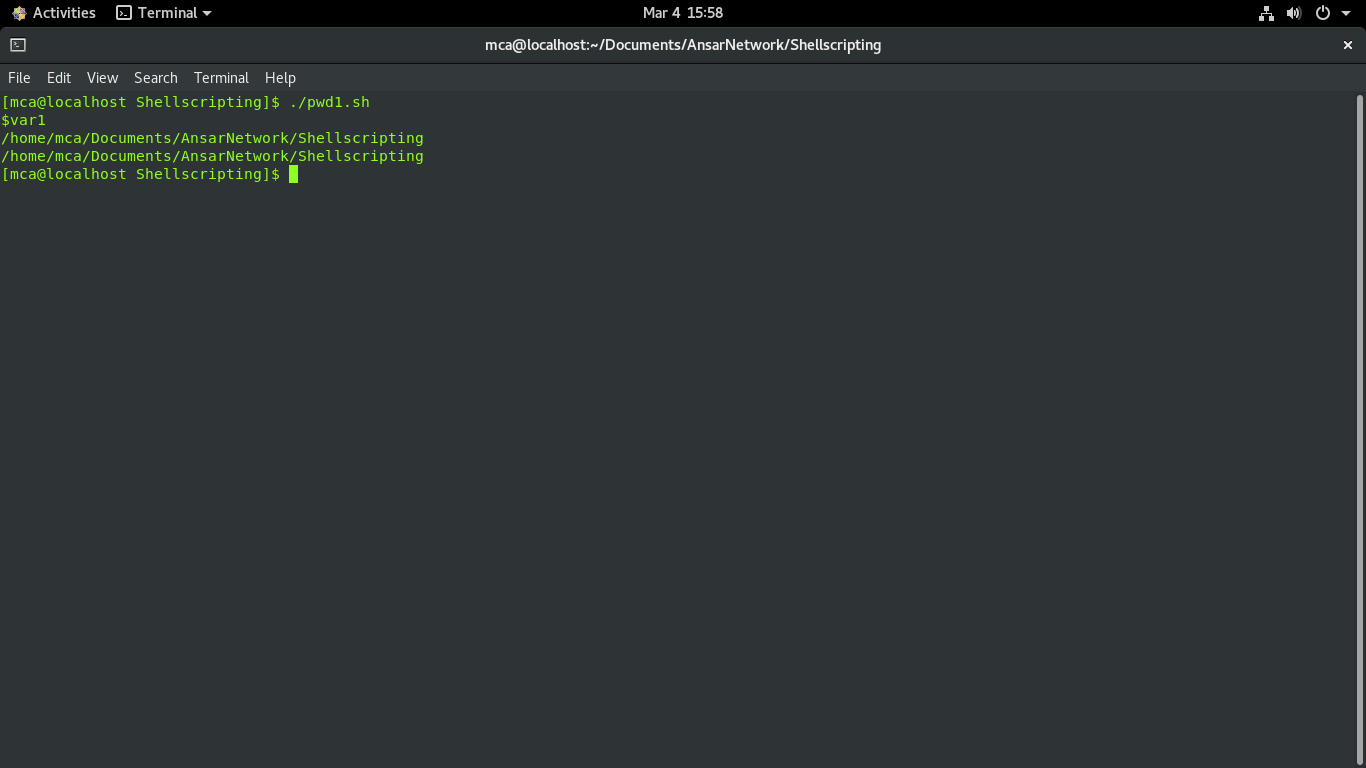 Activities Terminal Mar 4 15:58
mca@localhost:~/Documents/AnsarNetwork/Shellscripting ×
File Edit View Search Terminal Help
[mca@localhost Shellscripting]$ ./pwd1.sh
$var1
/home/mca/Documents/AnsarNetwork/Shellscripting
/home/mca/Documents/AnsarNetwork/Shellscripting
[mca@localhost Shellscripting]$